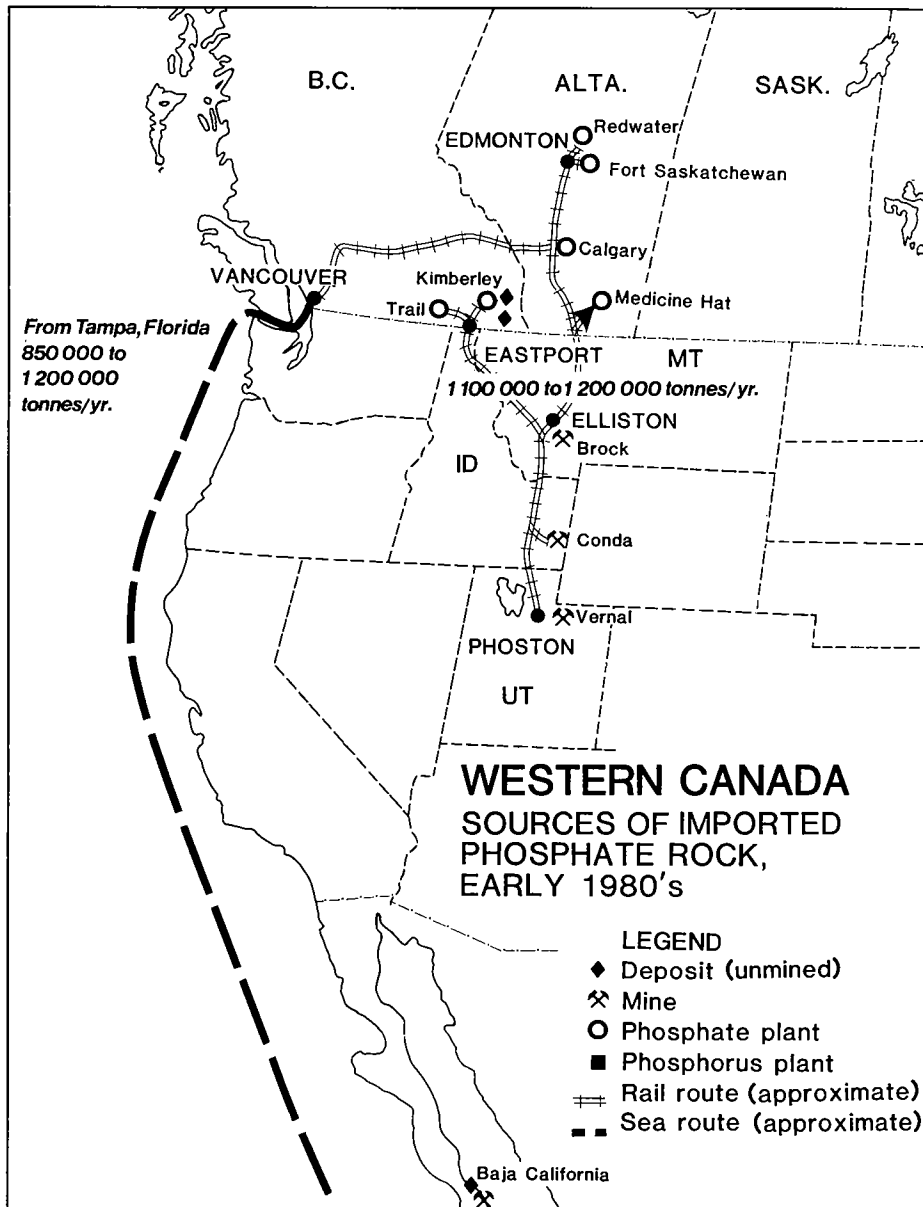 B.C.
ALTA.
SASK.
Redwater
EDMONTON
Fort Saskatchewan
Calgary
VANCOUVER
Kimberley
Trail
Medicine Hat
From Tampa, Florida
850 000 to
1 200 000
tonnes/yr.
EASTPORT
MT
1 100 000 to 1 200 000 tonnes/yr.
ELLISTON
Brock
ID
Conda
Vernal
PHOSTON
UT
WESTERN CANADA
SOURCES OF IMPORTED
PHOSPHATE ROCK,
EARLY 1980's
LEGEND
Deposit (unmined)
Mine
Phosphate plant
Phosphorus plant
Rail route (approximate)
Sea route (approximate)
Baja California